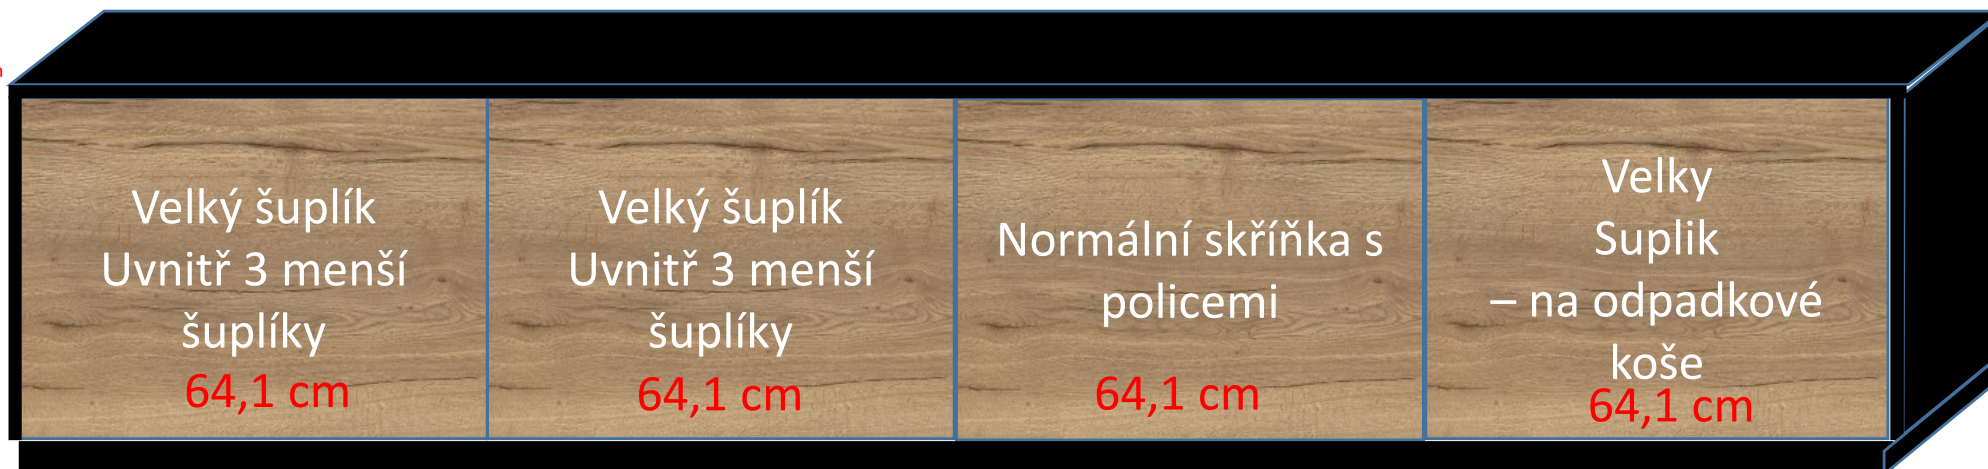 Velký šuplík
Uvnitř 3 menší
šuplíky
64,1 cm
Velký šuplík
Uvnitř 3 menší
šuplíky
64,1 cm
Normální skříňka s
policemi
64,1 cm
Velky
Suplik
– na odpadkové
koše
64,1 cm